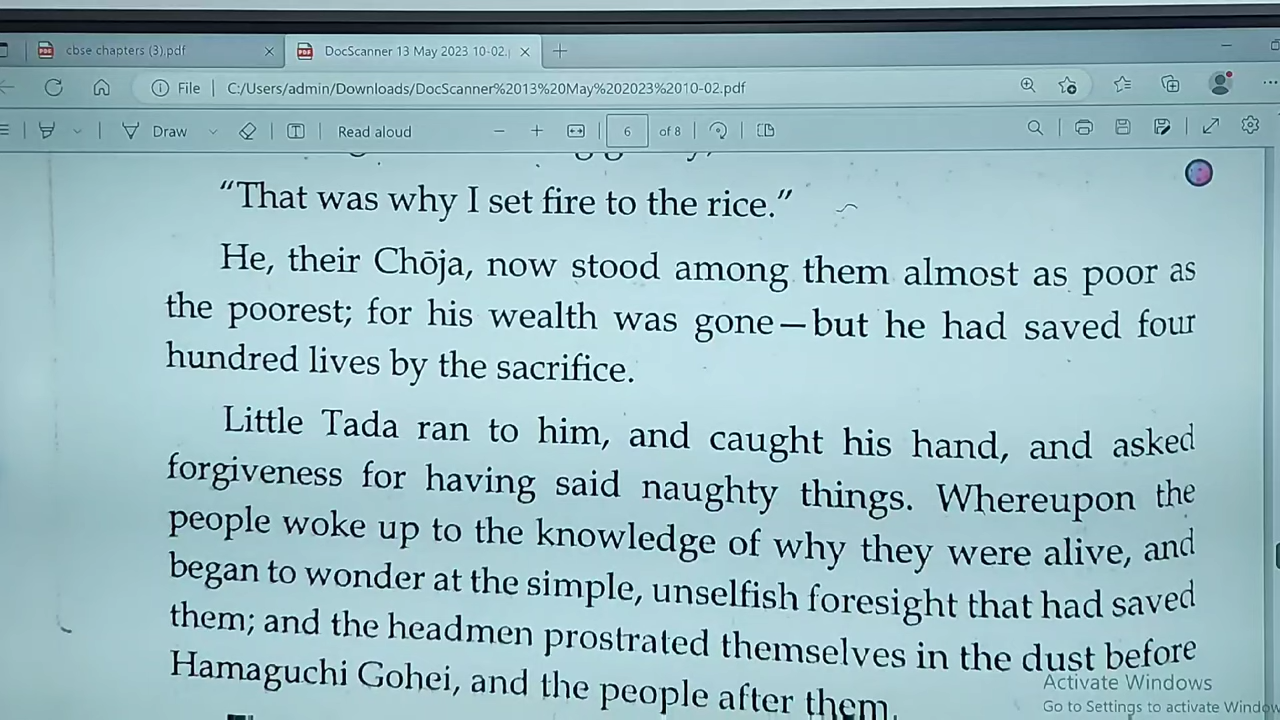 cbse chapters (3).pdf
DocScanner 13 May 2023 10-02.p
File
C:/Users/admin/Downloads/DocScanner%2013%20May%202023%2010-02.pdf
Draw
Read aloud
6
of 8
“That was why I set fire to the rice.”
He, their Chōja, now stood among them almost as poor as
the poorest; for his wealth was gone—but he had saved four
hundred lives by the sacrifice.
Little Tada ran to him, and caught his hand, and asked
forgiveness for having said naughty things. Whereupon the
people woke up to the knowledge of why they were alive, and
began to wonder at the simple, unselfish foresight that had saved
them; and the headmen prostrated themselves in the dust before
Hamaguchi Gohei, and the people after them.
Activate Windows
Go to Settings to activate Window